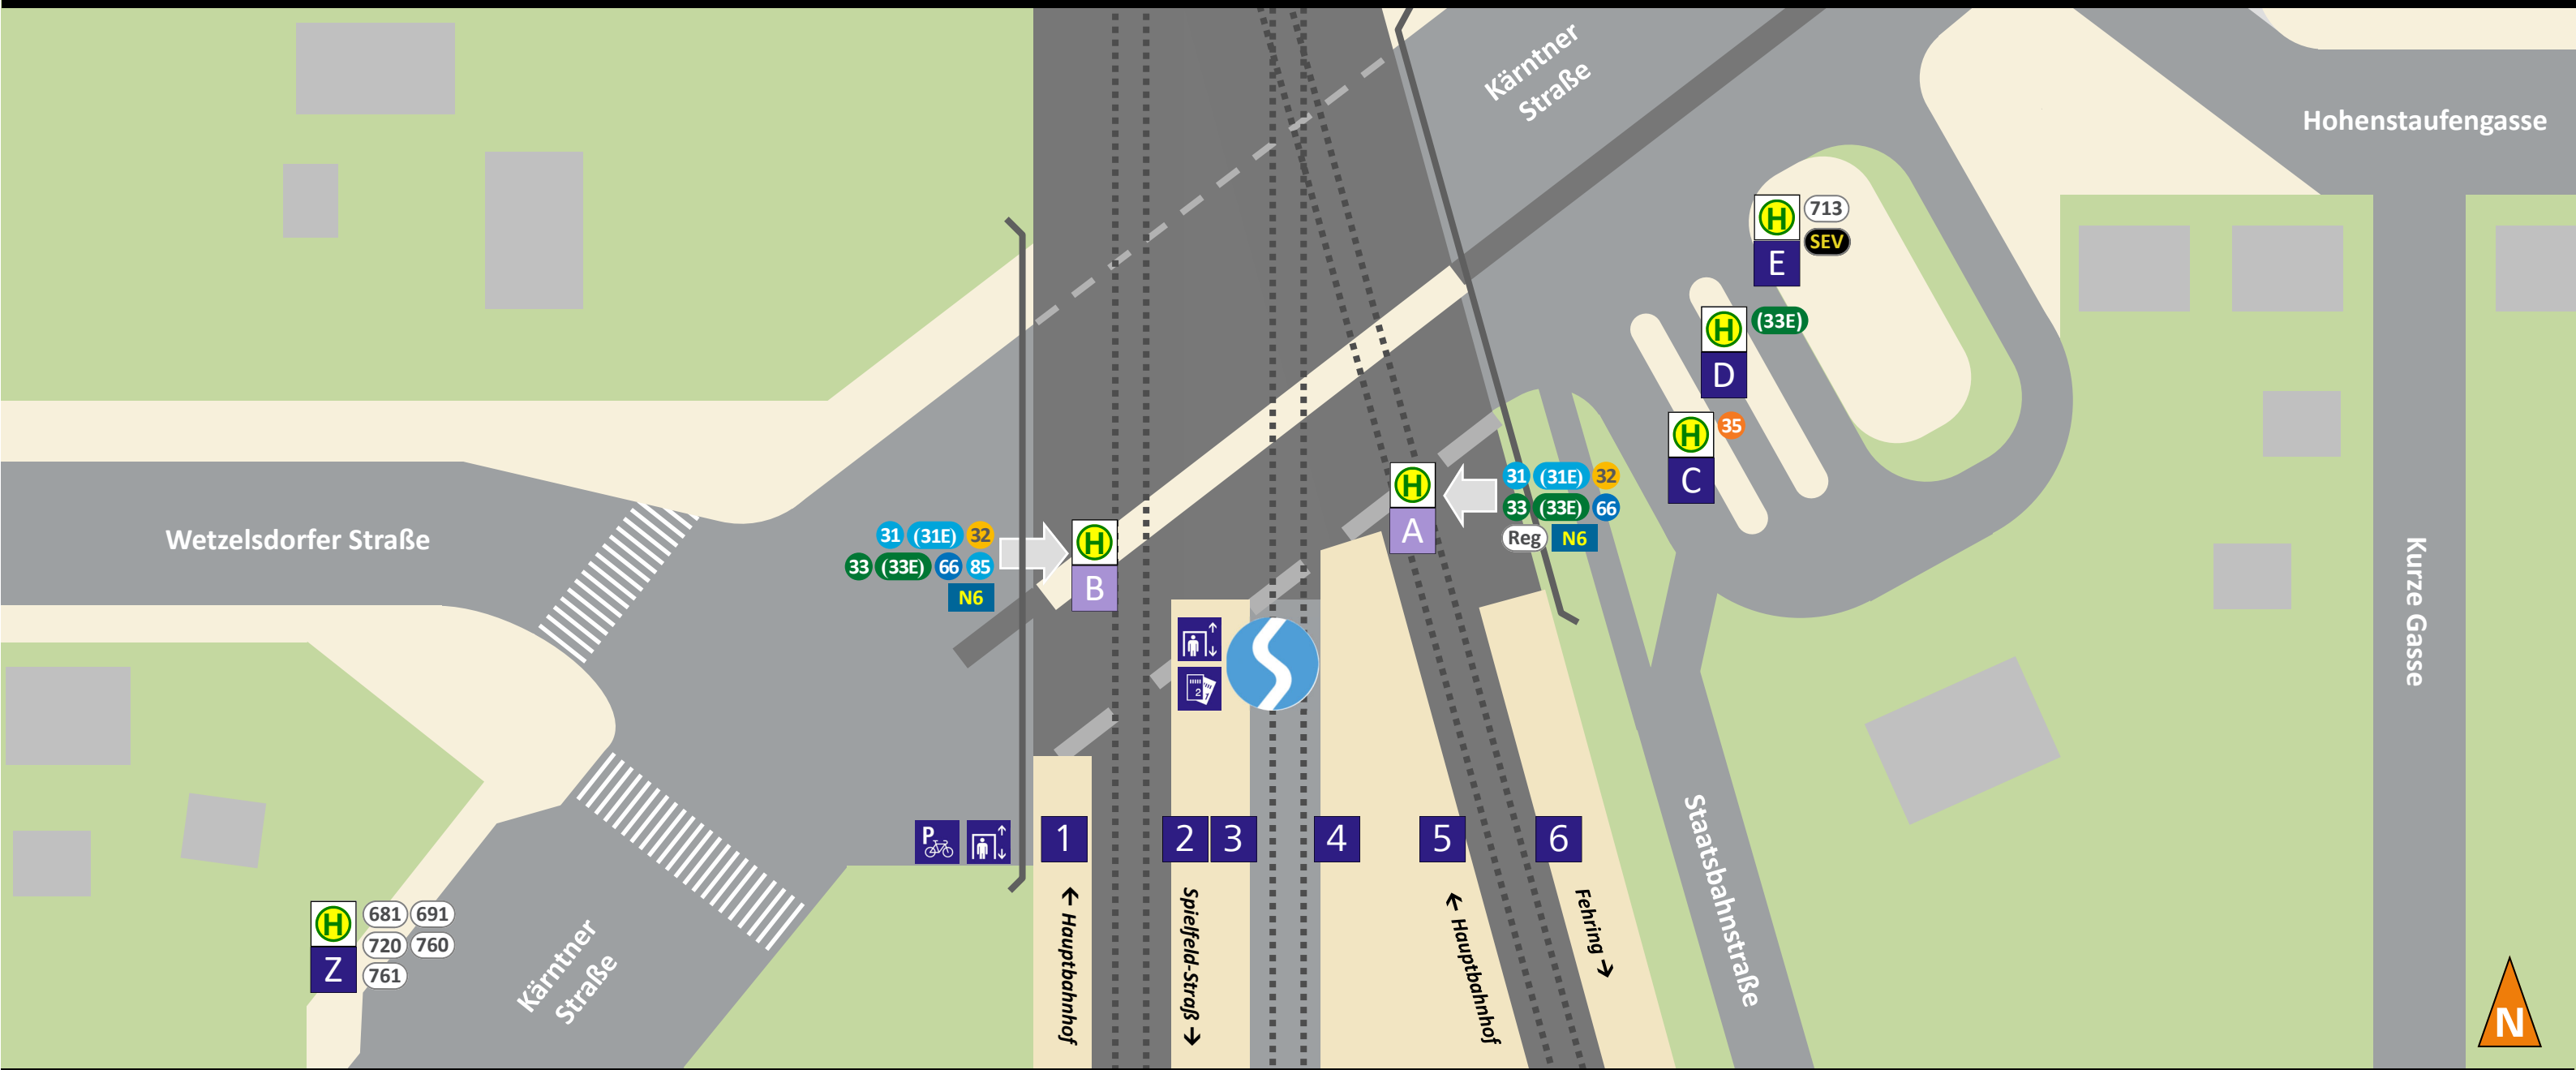 Kärntner
Straße
Hohenstaufengasse
H 713
SEV
E
H (33E)
D
H 35
C
31 (31E) 32
33 (33E) 66
Reg N6
H
A
Wetzelsdorfer Straße
31 (31E) 32
33 (33E) 66 85
N6
H
B
2 1
Kurze Gasse
Staatsbahnstraße
P
1
2
3
4
5
6
← Hauptbahnhof
Spielfeld-Straß →
← Hauptbahnhof
Fehring →
H 681 691
720 760
Z 761
Kärntner
Straße
N